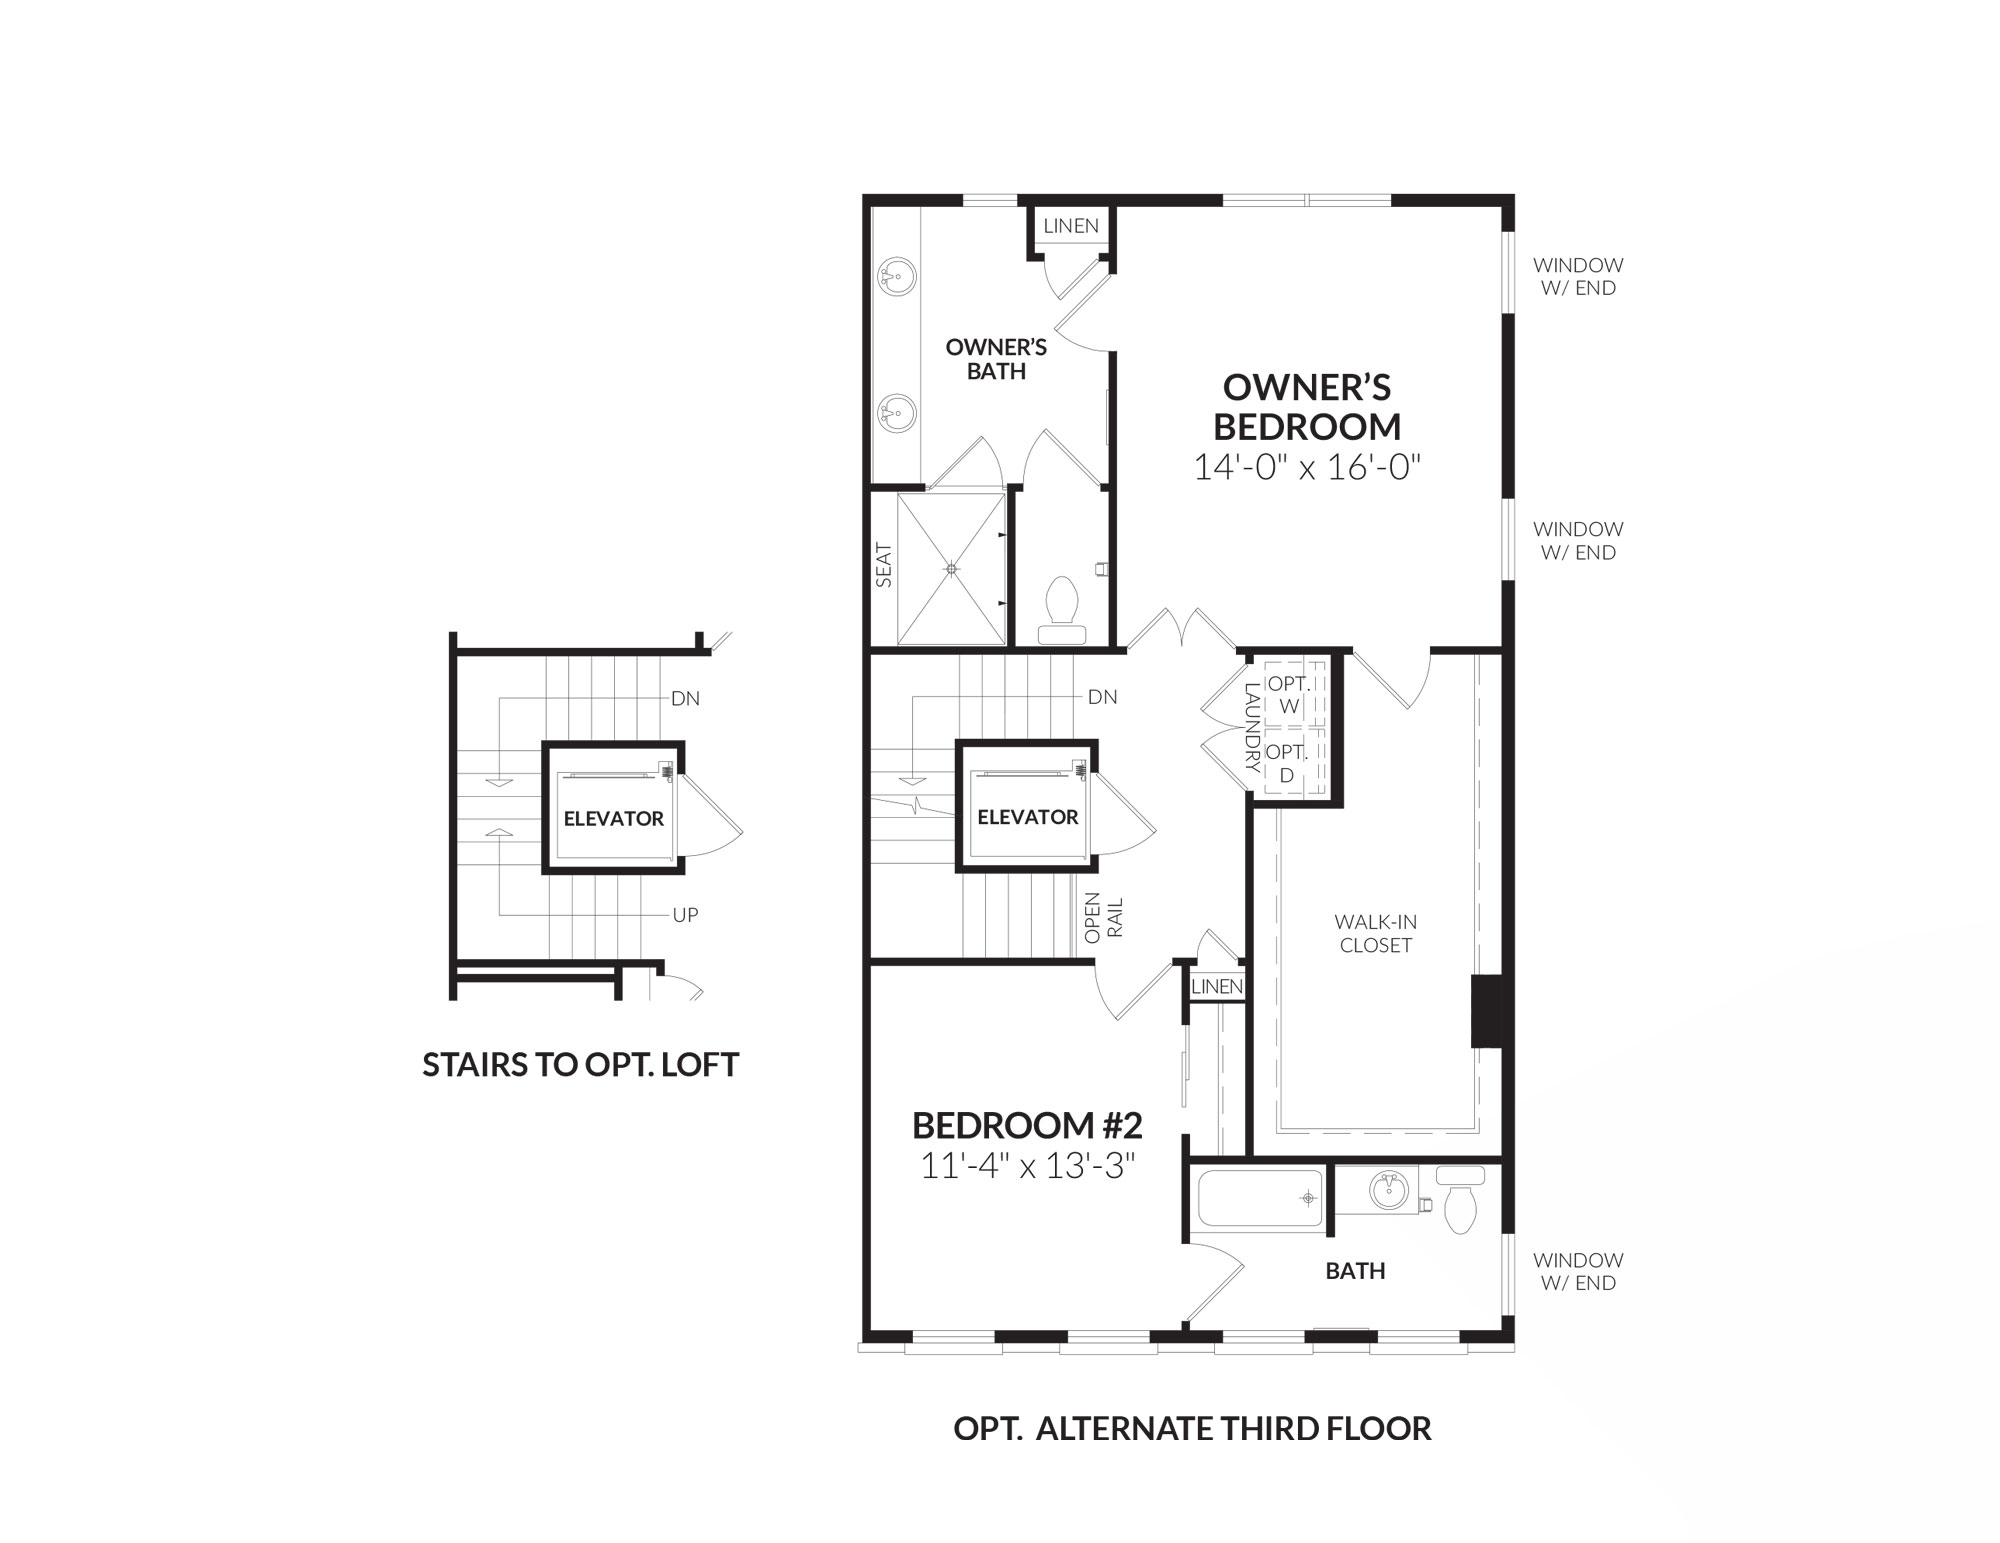 LINEN
WINDOW
W/ END
OWNER'S
BATH
OWNER'S
BEDROOM
14'-0" x 16'-0"
WINDOW
W/ END
SEAT
DN
OPT.
W
LAUNDRY
OPT.
D
ELEVATOR
OPEN
RAIL
WALK-IN
CLOSET
LINEN
BEDROOM #2
11'-4" x 13'-3"
BATH
WINDOW
W/ END
OPT. ALTERNATE THIRD FLOOR
DN
ELEVATOR
UP
STAIRS TO OPT. LOFT